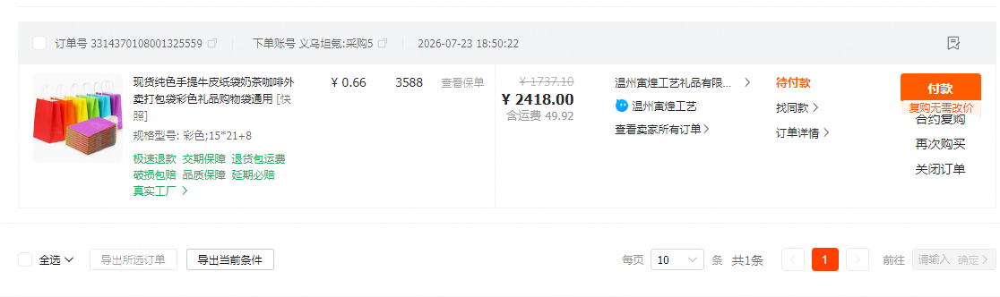 订单号 3314370108001325559 下单账号 义乌坦氪:采购5 2026-07-23 18:50:22
现货纯色手提牛皮纸袋奶茶咖啡外
卖打包袋彩色礼品购物袋通用 [快
照]
规格型号: 彩色;15*21+8
极速退款 交期保障 退货包运费
破损包赔 品质保障 延期必赔
真实工厂
¥ 0.66
3588
查看保单
¥ 1737.10
¥ 2418.00
含运费 49.92
温州寅煌工艺礼品有限...
温州寅煌工艺
查看卖家所有订单
待付款
找同款
订单详情
付款
复购无需改价
合约复购
再次购买
关闭订单
全选 导出所选订单 导出当前条件 每页 10 条 共1条 1 前往 请输入 确定